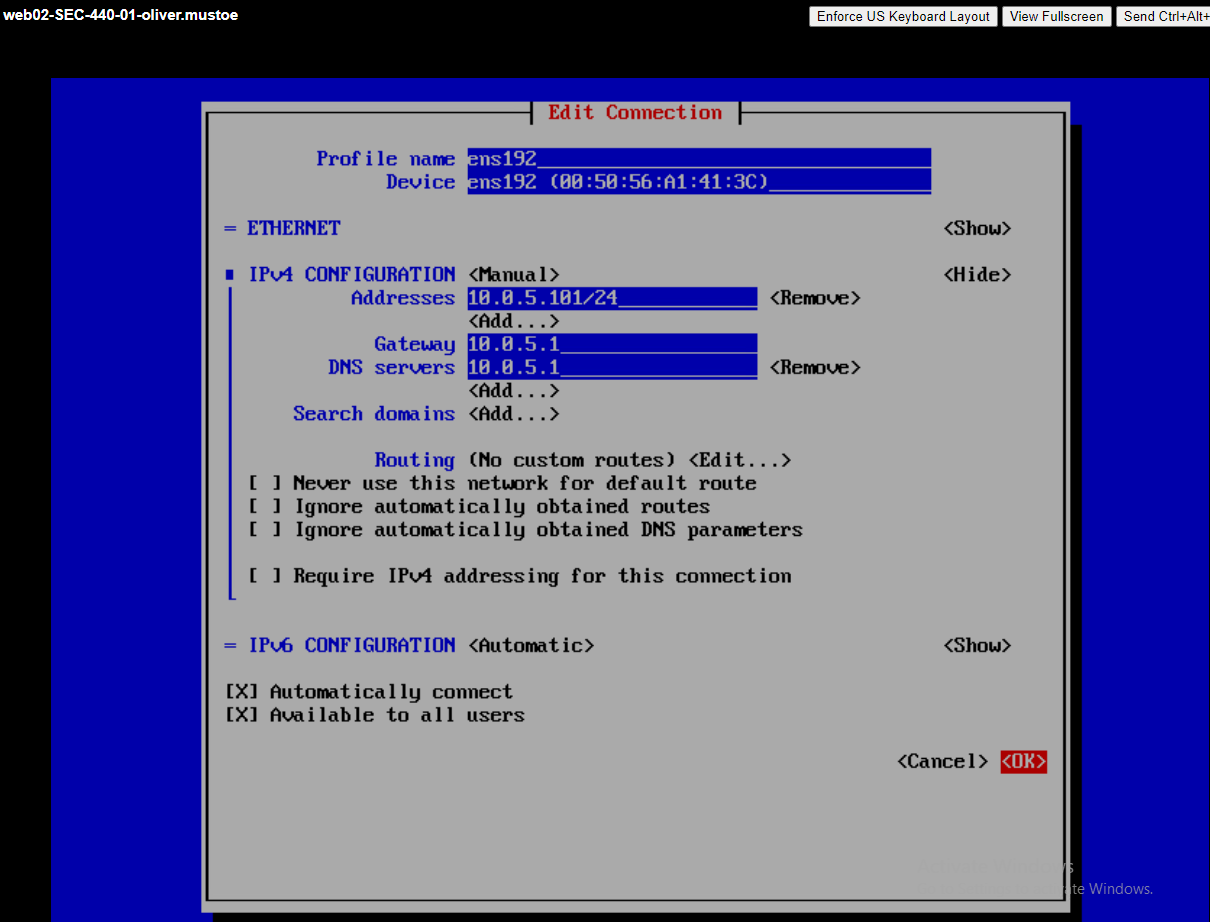 web02-SEC-440-01-oliver.mustoe
Enforce US Keyboard Layout View Fullscreen Send Ctrl+Alt+
Edit Connection
Profile name ens192
Device ens192 (00:50:56:A1:41:3C)
= ETHERNET <Show>
IPv4 CONFIGURATION <Manual> <Hide>
Addresses 10.0.5.101/24 <Remove>
<Add...>
Gateway 10.0.5.1
DNS servers 10.0.5.1 <Remove>
<Add...>
Search domains <Add...>
Routing (No custom routes) <Edit...>
[ ] Never use this network for default route
[ ] Ignore automatically obtained routes
[ ] Ignore automatically obtained DNS parameters
[ ] Require IPv4 addressing for this connection
= IPv6 CONFIGURATION <Automatic> <Show>
[X] Automatically connect
[X] Available to all users
<Cancel> <OK>
Windows.